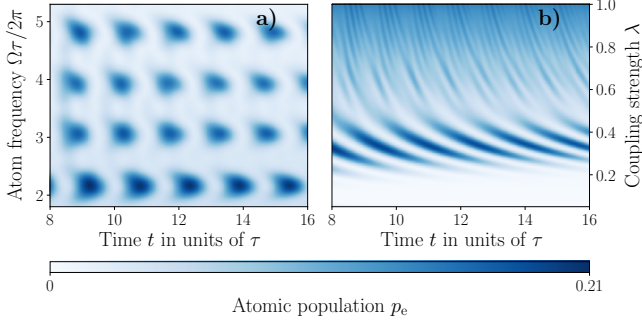 a)
b)
Atom frequency Ωτ/2π
5
4
3
2
8 10 12 14 16
Time t in units of τ
8 10 12 14 16
Time t in units of τ
1.0
0.8
0.6
0.4
0.2
Coupling strength λ
0 0.21
Atomic population pₑ